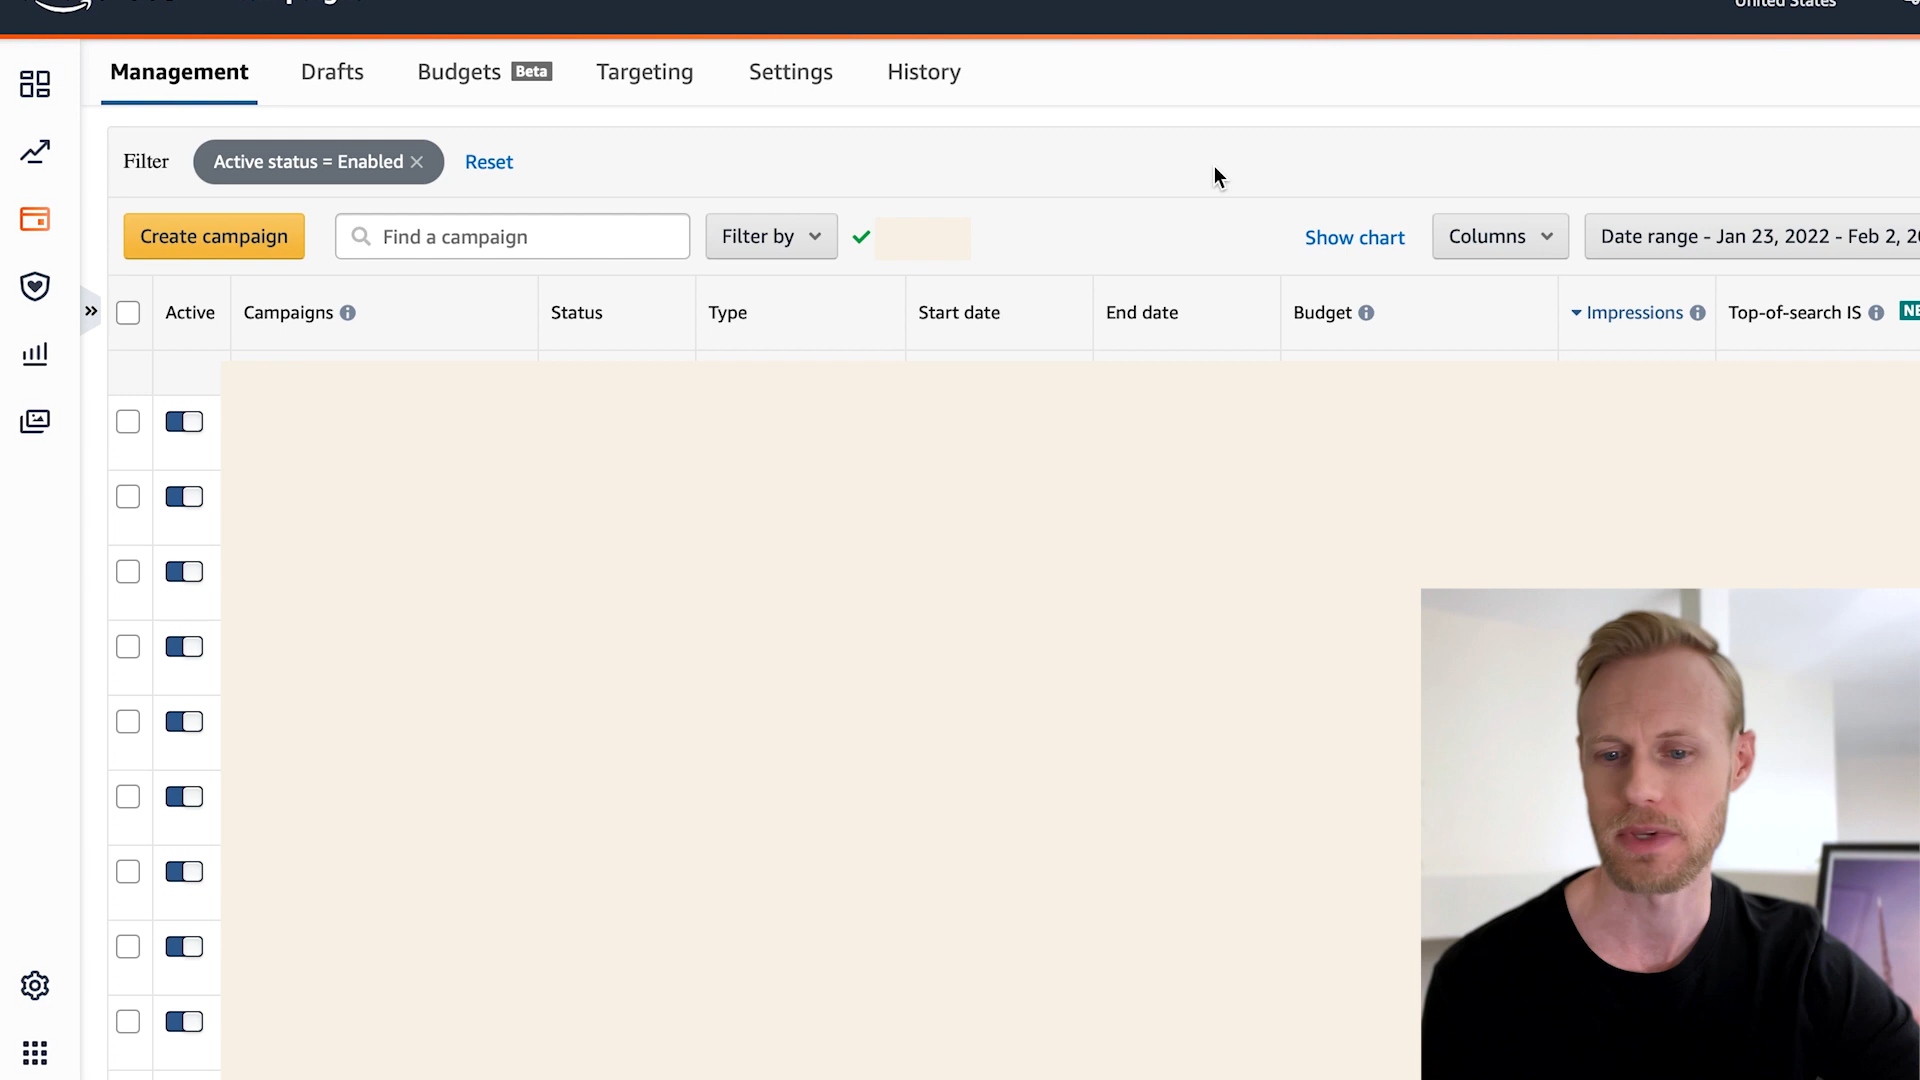 United States
Management Drafts Budgets Beta Targeting Settings History
Filter Active status = Enabled Reset
Create campaign Find a campaign Filter by Show chart Columns Date range - Jan 23, 2022 - Feb 2,
Active Campaigns Status Type Start date End date Budget Impressions Top-of-search IS